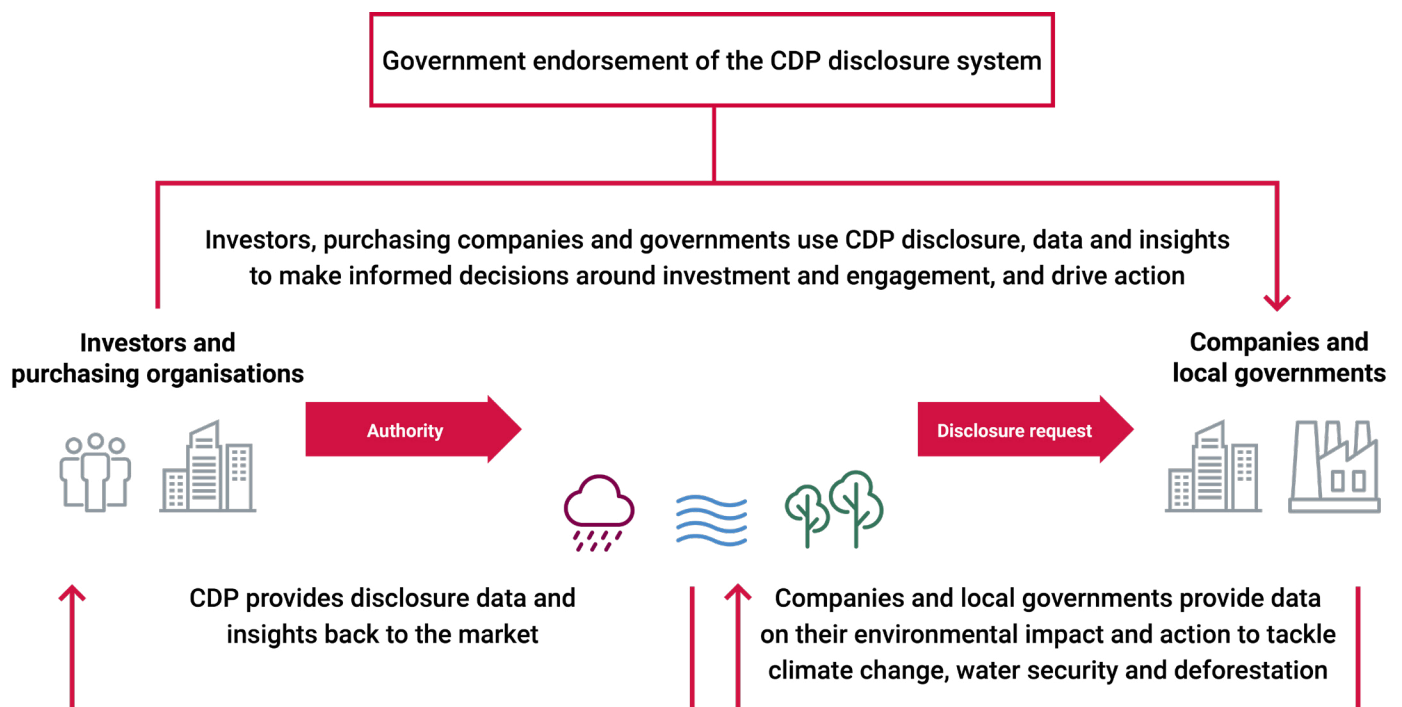 Government endorsement of the CDP disclosure system
Investors, purchasing companies and governments use CDP disclosure, data and insights
to make informed decisions around investment and engagement, and drive action
Investors and
purchasing organisations
Companies and
local governments
Authority
Disclosure request
CDP provides disclosure data and
insights back to the market
Companies and local governments provide data
on their environmental impact and action to tackle
climate change, water security and deforestation